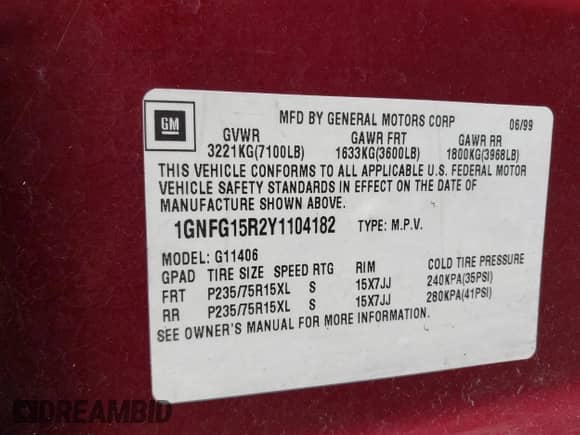 GM
MFD BY GENERAL MOTORS CORP 06/99
GVWR GAWR FRT GAWR RR
3221KG(7100LB) 1633KG(3600LB) 1800KG(3968LB)
THIS VEHICLE CONFORMS TO ALL APPLICABLE U.S. FEDERAL MOTOR
VEHICLE SAFETY STANDARDS IN EFFECT ON THE DATE OF
MANUFACTURE SHOWN ABOVE.
1GNFG15R2Y1104182 TYPE: M.P.V.
MODEL: G11406
GPAD TIRE SIZE SPEED RTG RIM COLD TIRE PRESSURE
FRT P235/75R15XL S 15X7JJ 240KPA(35PSI)
RR P235/75R15XL S 15X7JJ 280KPA(41PSI)
SEE OWNER'S MANUAL FOR MORE INFORMATION.
DREAMBID